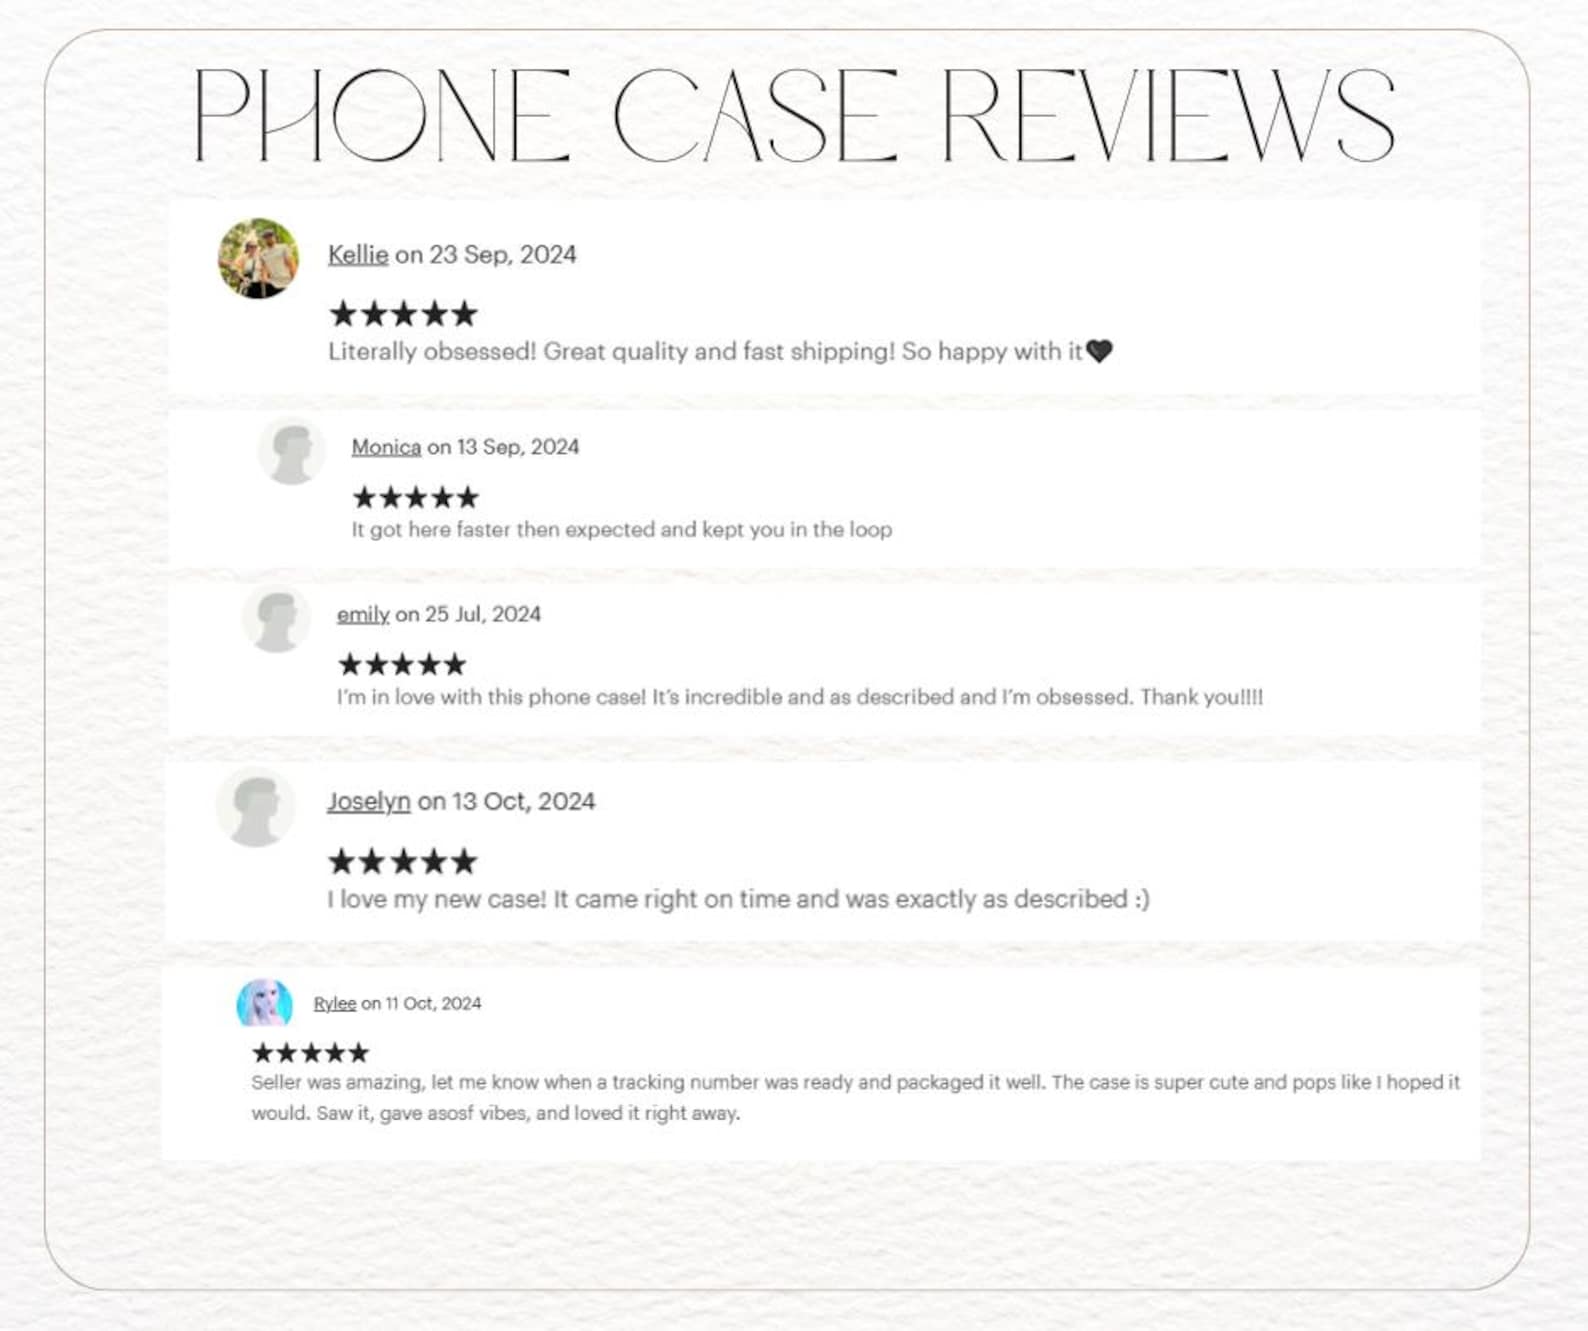 PHONE CASE REVIEWS
Kellie on 23 Sep, 2024
★★★★★
Literally obsessed! Great quality and fast shipping! So happy with it🖤
Monica on 13 Sep, 2024
★★★★★
It got here faster then expected and kept you in the loop
emily on 25 Jul, 2024
★★★★★
I'm in love with this phone case! It's incredible and as described and I'm obsessed. Thank you!!!!
Joselyn on 13 Oct, 2024
★★★★★
I love my new case! It came right on time and was exactly as described :)
Rylee on 11 Oct, 2024
★★★★★
Seller was amazing, let me know when a tracking number was ready and packaged it well. The case is super cute and pops like I hoped it
would. Saw it, gave asosf vibes, and loved it right away.